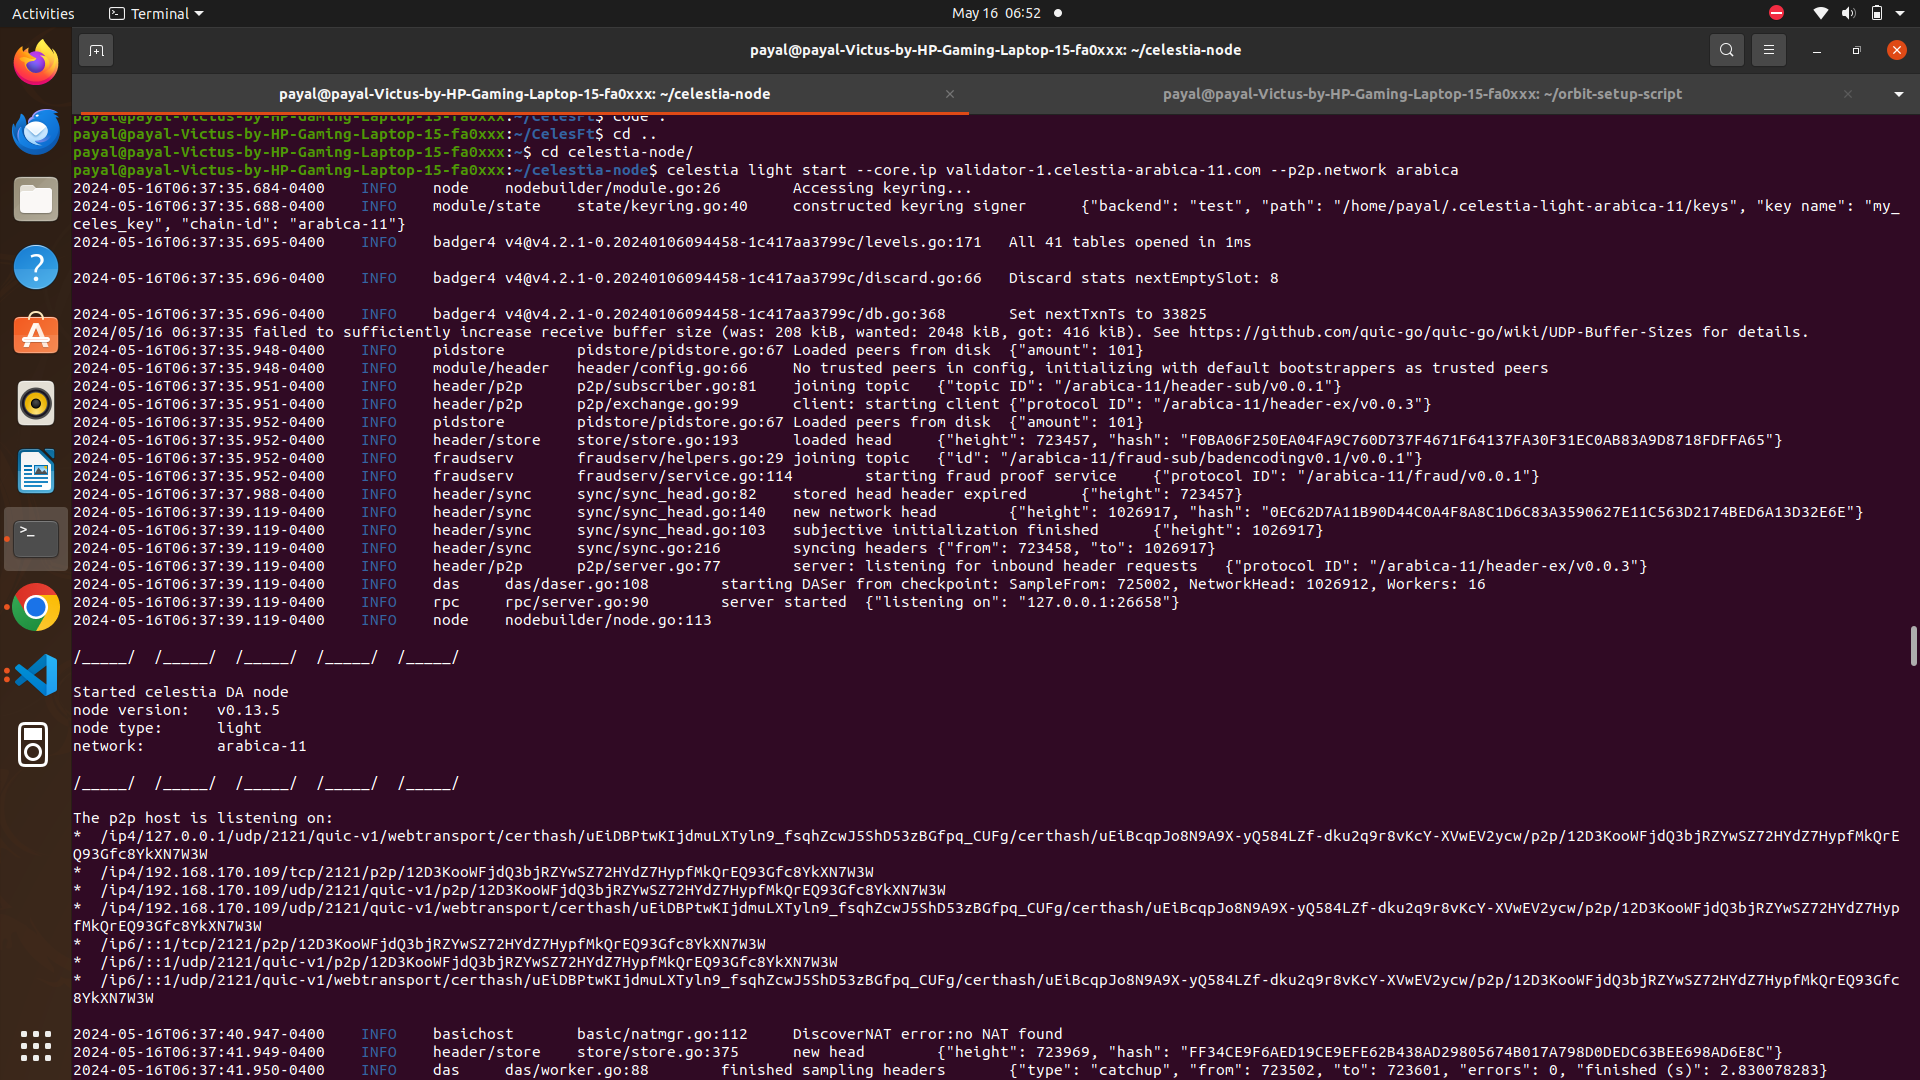 Activities
Terminal
May 16 06:52
payal@payal-Victus-by-HP-Gaming-Laptop-15-fa0xxx: ~/celestia-node
payal@payal-Victus-by-HP-Gaming-Laptop-15-fa0xxx: ~/celestia-node
payal@payal-Victus-by-HP-Gaming-Laptop-15-fa0xxx: ~/orbit-setup-script
payal@payal-Victus-by-HP-Gaming-Laptop-15-fa0xxx:~/CelesFt$ code .
payal@payal-Victus-by-HP-Gaming-Laptop-15-fa0xxx:~/CelesFt$ cd ..
payal@payal-Victus-by-HP-Gaming-Laptop-15-fa0xxx:~$ cd celestia-node/
payal@payal-Victus-by-HP-Gaming-Laptop-15-fa0xxx:~/celestia-node$ celestia light start --core.ip validator-1.celestia-arabica-11.com --p2p.network arabica
2024-05-16T06:37:35.684-0400 INFO node nodebuilder/module.go:26 Accessing keyring...
2024-05-16T06:37:35.688-0400 INFO module/state state/keyring.go:40 constructed keyring signer {"backend": "test", "path": "/home/payal/.celestia-light-arabica-11/keys", "key name": "my_
celes_key", "chain-id": "arabica-11"}
2024-05-16T06:37:35.695-0400 INFO badger4 v4@v4.2.1-0.20240106094458-1c417aa3799c/levels.go:171 All 41 tables opened in 1ms
2024-05-16T06:37:35.696-0400 INFO badger4 v4@v4.2.1-0.20240106094458-1c417aa3799c/discard.go:66 Discard stats nextEmptySlot: 8
2024-05-16T06:37:35.696-0400 INFO badger4 v4@v4.2.1-0.20240106094458-1c417aa3799c/db.go:368 Set nextTxnTs to 33825
2024/05/16 06:37:35 failed to sufficiently increase receive buffer size (was: 208 kiB, wanted: 2048 kiB, got: 416 kiB). See https://github.com/quic-go/quic-go/wiki/UDP-Buffer-Sizes for details.
2024-05-16T06:37:35.948-0400 INFO pidstore pidstore/pidstore.go:67 Loaded peers from disk {"amount": 101}
2024-05-16T06:37:35.948-0400 INFO module/header header/config.go:66 No trusted peers in config, initializing with default bootstrappers as trusted peers
2024-05-16T06:37:35.951-0400 INFO header/p2p p2p/subscriber.go:81 joining topic {"topic ID": "/arabica-11/header-sub/v0.0.1"}
2024-05-16T06:37:35.951-0400 INFO header/p2p p2p/exchange.go:99 client: starting client {"protocol ID": "/arabica-11/header-ex/v0.0.3"}
2024-05-16T06:37:35.952-0400 INFO pidstore pidstore/pidstore.go:67 Loaded peers from disk {"amount": 101}
2024-05-16T06:37:35.952-0400 INFO header/store store/store.go:193 loaded head {"height": 723457, "hash": "F0BA06F250EA04FA9C760D737F4671F64137FA30F31EC0AB83A9D8718FDFFA65"}
2024-05-16T06:37:35.952-0400 INFO fraudserv fraudserv/helpers.go:29 joining topic {"id": "/arabica-11/fraud-sub/badencodingv0.1/v0.0.1"}
2024-05-16T06:37:35.952-0400 INFO fraudserv fraudserv/service.go:114 starting fraud proof service {"protocol ID": "/arabica-11/fraud/v0.0.1"}
2024-05-16T06:37:37.988-0400 INFO header/sync sync/sync_head.go:82 stored head header expired {"height": 723457}
2024-05-16T06:37:39.119-0400 INFO header/sync sync/sync_head.go:140 new network head {"height": 1026917, "hash": "0EC62D7A11B90D44C0A4F8A8C1D6C83A3590627E11C563D2174BED6A13D32E6E"}
2024-05-16T06:37:39.119-0400 INFO header/sync sync/sync_head.go:103 subjective initialization finished {"height": 1026917}
2024-05-16T06:37:39.119-0400 INFO header/sync sync/sync.go:216 syncing headers {"from": 723458, "to": 1026917}
2024-05-16T06:37:39.119-0400 INFO header/p2p p2p/server.go:77 server: listening for inbound header requests {"protocol ID": "/arabica-11/header-ex/v0.0.3"}
2024-05-16T06:37:39.119-0400 INFO das das/daser.go:108 starting DASer from checkpoint: SampleFrom: 725002, NetworkHead: 1026912, Workers: 16
2024-05-16T06:37:39.119-0400 INFO rpc rpc/server.go:90 server started {"listening on": "127.0.0.1:26658"}
2024-05-16T06:37:39.119-0400 INFO node nodebuilder/node.go:113
/_____/ /_____/ /_____/ /_____/ /_____/
Started celestia DA node
node version: v0.13.5
node type: light
network: arabica-11
/_____/ /_____/ /_____/ /_____/ /_____/
The p2p host is listening on:
* /ip4/127.0.0.1/udp/2121/quic-v1/webtransport/certhash/uEiDBPtwKIjdmuLXTyln9_fsqhZcwJ5ShD53zBGfpq_CUFg/certhash/uEiBcqpJo8N9A9X-yQ584LZf-dku2q9r8vKcY-XVwEV2ycw/p2p/12D3KooWFjdQ3bjRZYwSZ72HYdZ7HypfMkQrE
Q93Gfc8YkXN7W3W
* /ip4/192.168.170.109/tcp/2121/p2p/12D3KooWFjdQ3bjRZYwSZ72HYdZ7HypfMkQrEQ93Gfc8YkXN7W3W
* /ip4/192.168.170.109/udp/2121/quic-v1/p2p/12D3KooWFjdQ3bjRZYwSZ72HYdZ7HypfMkQrEQ93Gfc8YkXN7W3W
* /ip4/192.168.170.109/udp/2121/quic-v1/webtransport/certhash/uEiDBPtwKIjdmuLXTyln9_fsqhZcwJ5ShD53zBGfpq_CUFg/certhash/uEiBcqpJo8N9A9X-yQ584LZf-dku2q9r8vKcY-XVwEV2ycw/p2p/12D3KooWFjdQ3bjRZYwSZ72HYdZ7Hyp
fMkQrEQ93Gfc8YkXN7W3W
* /ip6/::1/tcp/2121/p2p/12D3KooWFjdQ3bjRZYwSZ72HYdZ7HypfMkQrEQ93Gfc8YkXN7W3W
* /ip6/::1/udp/2121/quic-v1/p2p/12D3KooWFjdQ3bjRZYwSZ72HYdZ7HypfMkQrEQ93Gfc8YkXN7W3W
* /ip6/::1/udp/2121/quic-v1/webtransport/certhash/uEiDBPtwKIjdmuLXTyln9_fsqhZcwJ5ShD53zBGfpq_CUFg/certhash/uEiBcqpJo8N9A9X-yQ584LZf-dku2q9r8vKcY-XVwEV2ycw/p2p/12D3KooWFjdQ3bjRZYwSZ72HYdZ7HypfMkQrEQ93Gfc
8YkXN7W3W
2024-05-16T06:37:40.947-0400 INFO basichost basic/natmgr.go:112 DiscoverNAT error:no NAT found
2024-05-16T06:37:41.949-0400 INFO header/store store/store.go:375 new head {"height": 723969, "hash": "FF34CE9F6AED19CE9EFE62B438AD29805674B017A798D0DEDC63BEE698AD6E8C"}
2024-05-16T06:37:41.950-0400 INFO das das/worker.go:88 finished sampling headers {"type": "catchup", "from": 723502, "to": 723601, "errors": 0, "finished (s)": 2.830078283}